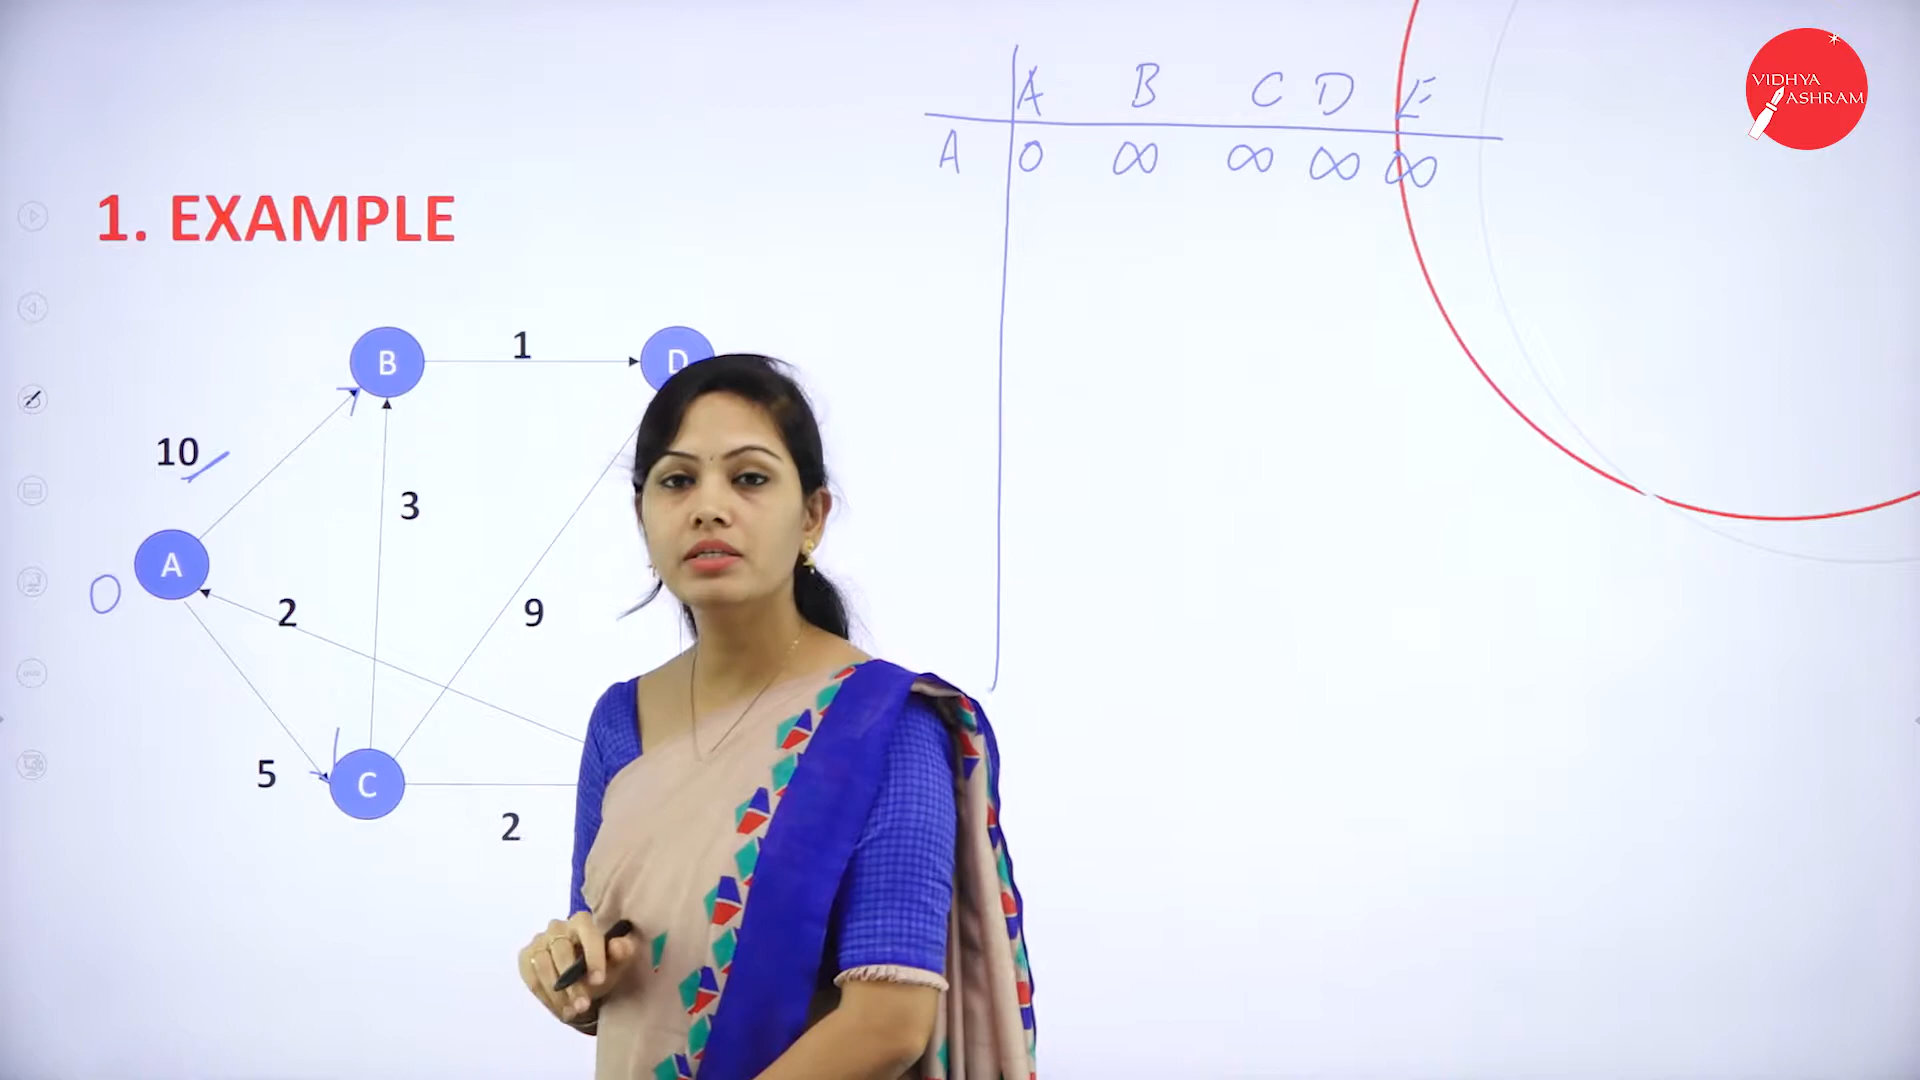 VIDHYA
ASHRAM
A B C D E
A 0 ∞ ∞ ∞ ∞
1. EXAMPLE
B 1 D
10
3
A
0
2 9
5 C
2